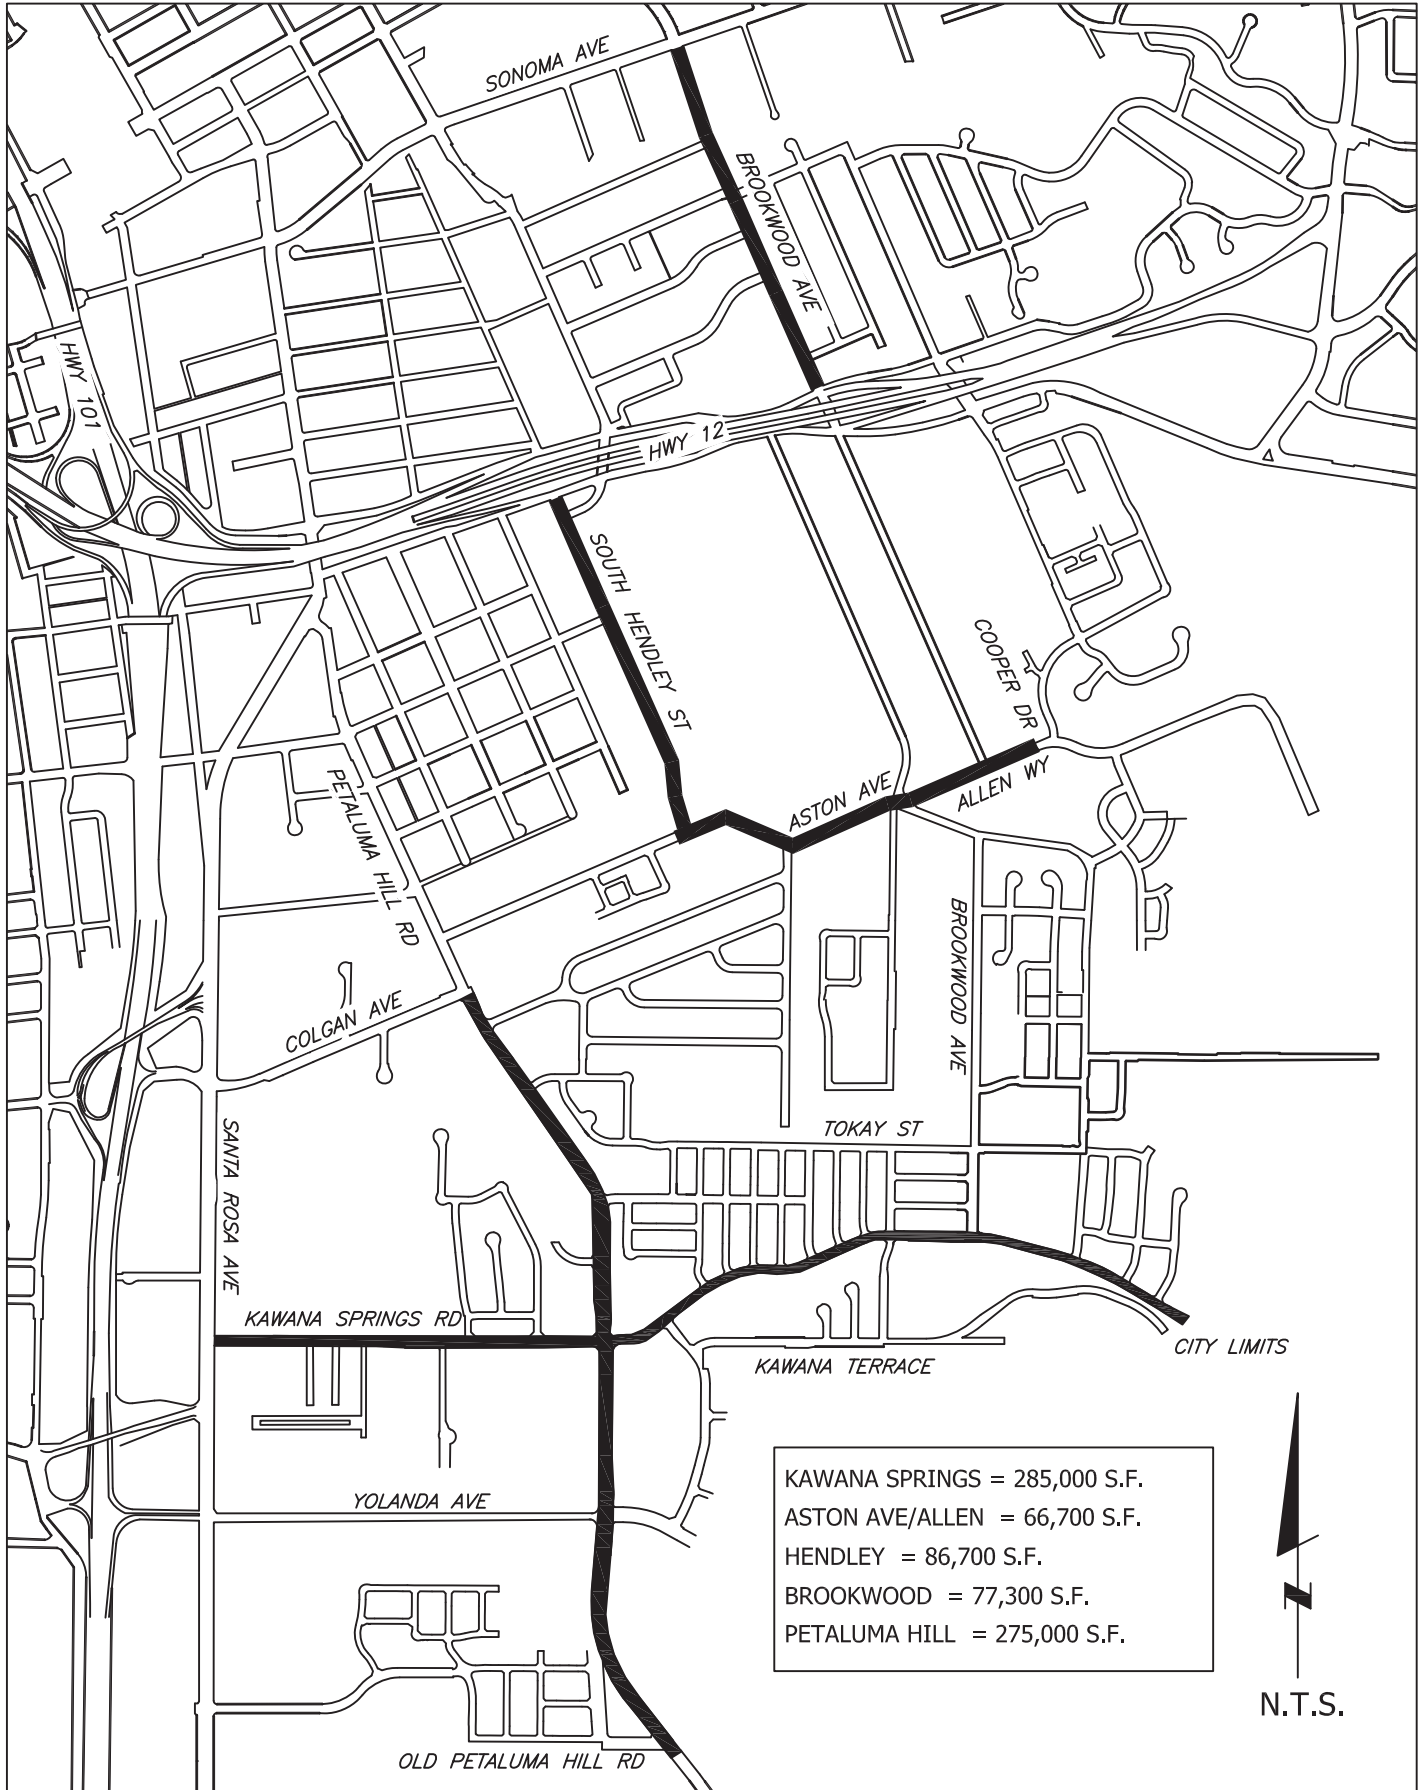 SONOMA AVE
BROOKWOOD AVE
HWY 101
HWY 12
SOUTH HENDLEY ST
COOPER DR
PETALUMA HILL RD
ASTON AVE
ALLEN WY
BROOKWOOD AVE
COLGAN AVE
SANTA ROSA AVE
TOKAY ST
KAWANA SPRINGS RD
CITY LIMITS
KAWANA TERRACE
YOLANDA AVE
KAWANA SPRINGS = 285,000 S.F.
ASTON AVE/ALLEN = 66,700 S.F.
HENDLEY = 86,700 S.F.
BROOKWOOD = 77,300 S.F.
PETALUMA HILL = 275,000 S.F.
N
N.T.S.
OLD PETALUMA HILL RD